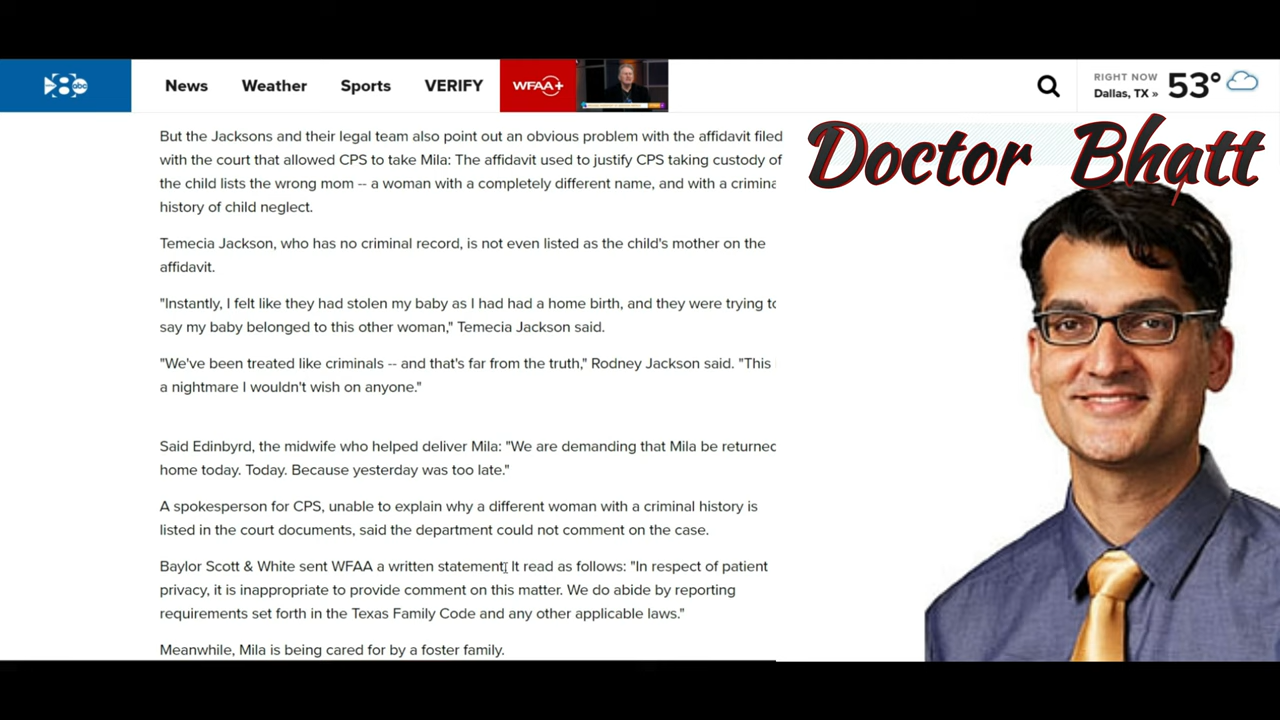 8 abc
News Weather Sports VERIFY WFAA+
RIGHT NOW
Dallas, TX » 53°
Doctor Bhatt
But the Jacksons and their legal team also point out an obvious problem with the affidavit filed
with the court that allowed CPS to take Mila: The affidavit used to justify CPS taking custody of
the child lists the wrong mom -- a woman with a completely different name, and with a crimina
history of child neglect.
Temecia Jackson, who has no criminal record, is not even listed as the child's mother on the
affidavit.
"Instantly, I felt like they had stolen my baby as I had had a home birth, and they were trying to
say my baby belonged to this other woman," Temecia Jackson said.
"We've been treated like criminals -- and that's far from the truth," Rodney Jackson said. "This
a nightmare I wouldn't wish on anyone."
Said Edinbyrd, the midwife who helped deliver Mila: "We are demanding that Mila be returned
home today. Today. Because yesterday was too late."
A spokesperson for CPS, unable to explain why a different woman with a criminal history is
listed in the court documents, said the department could not comment on the case.
Baylor Scott & White sent WFAA a written statement. It read as follows: "In respect of patient
privacy, it is inappropriate to provide comment on this matter. We do abide by reporting
requirements set forth in the Texas Family Code and any other applicable laws."
Meanwhile, Mila is being cared for by a foster family.